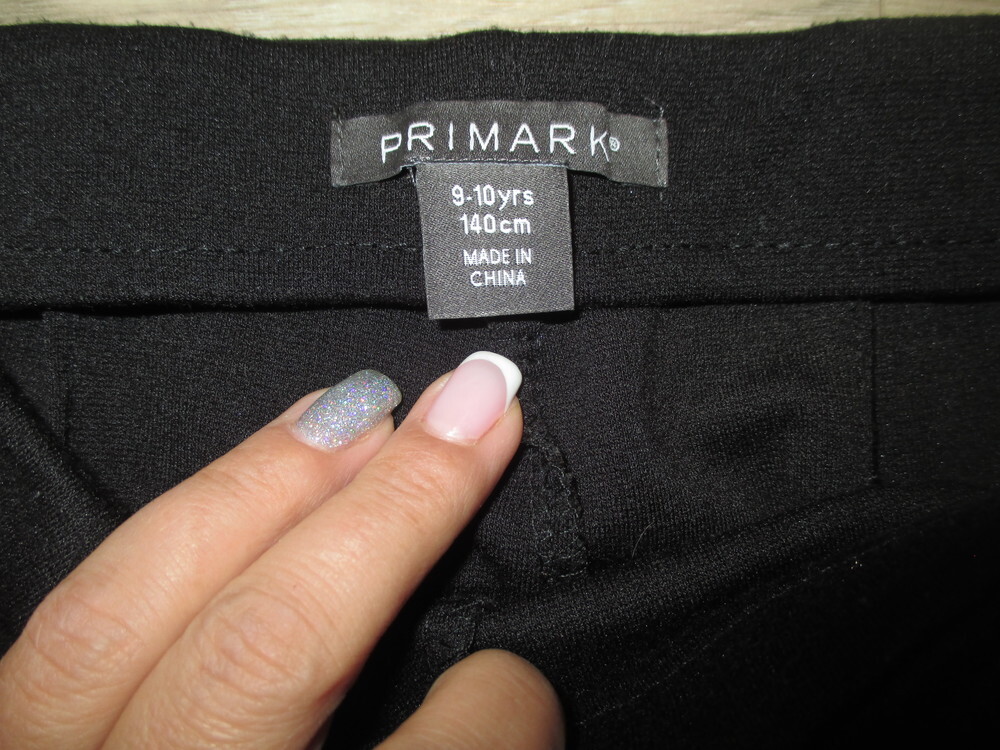 PRIMARK®
9-10yrs
140cm
MADE IN
CHINA